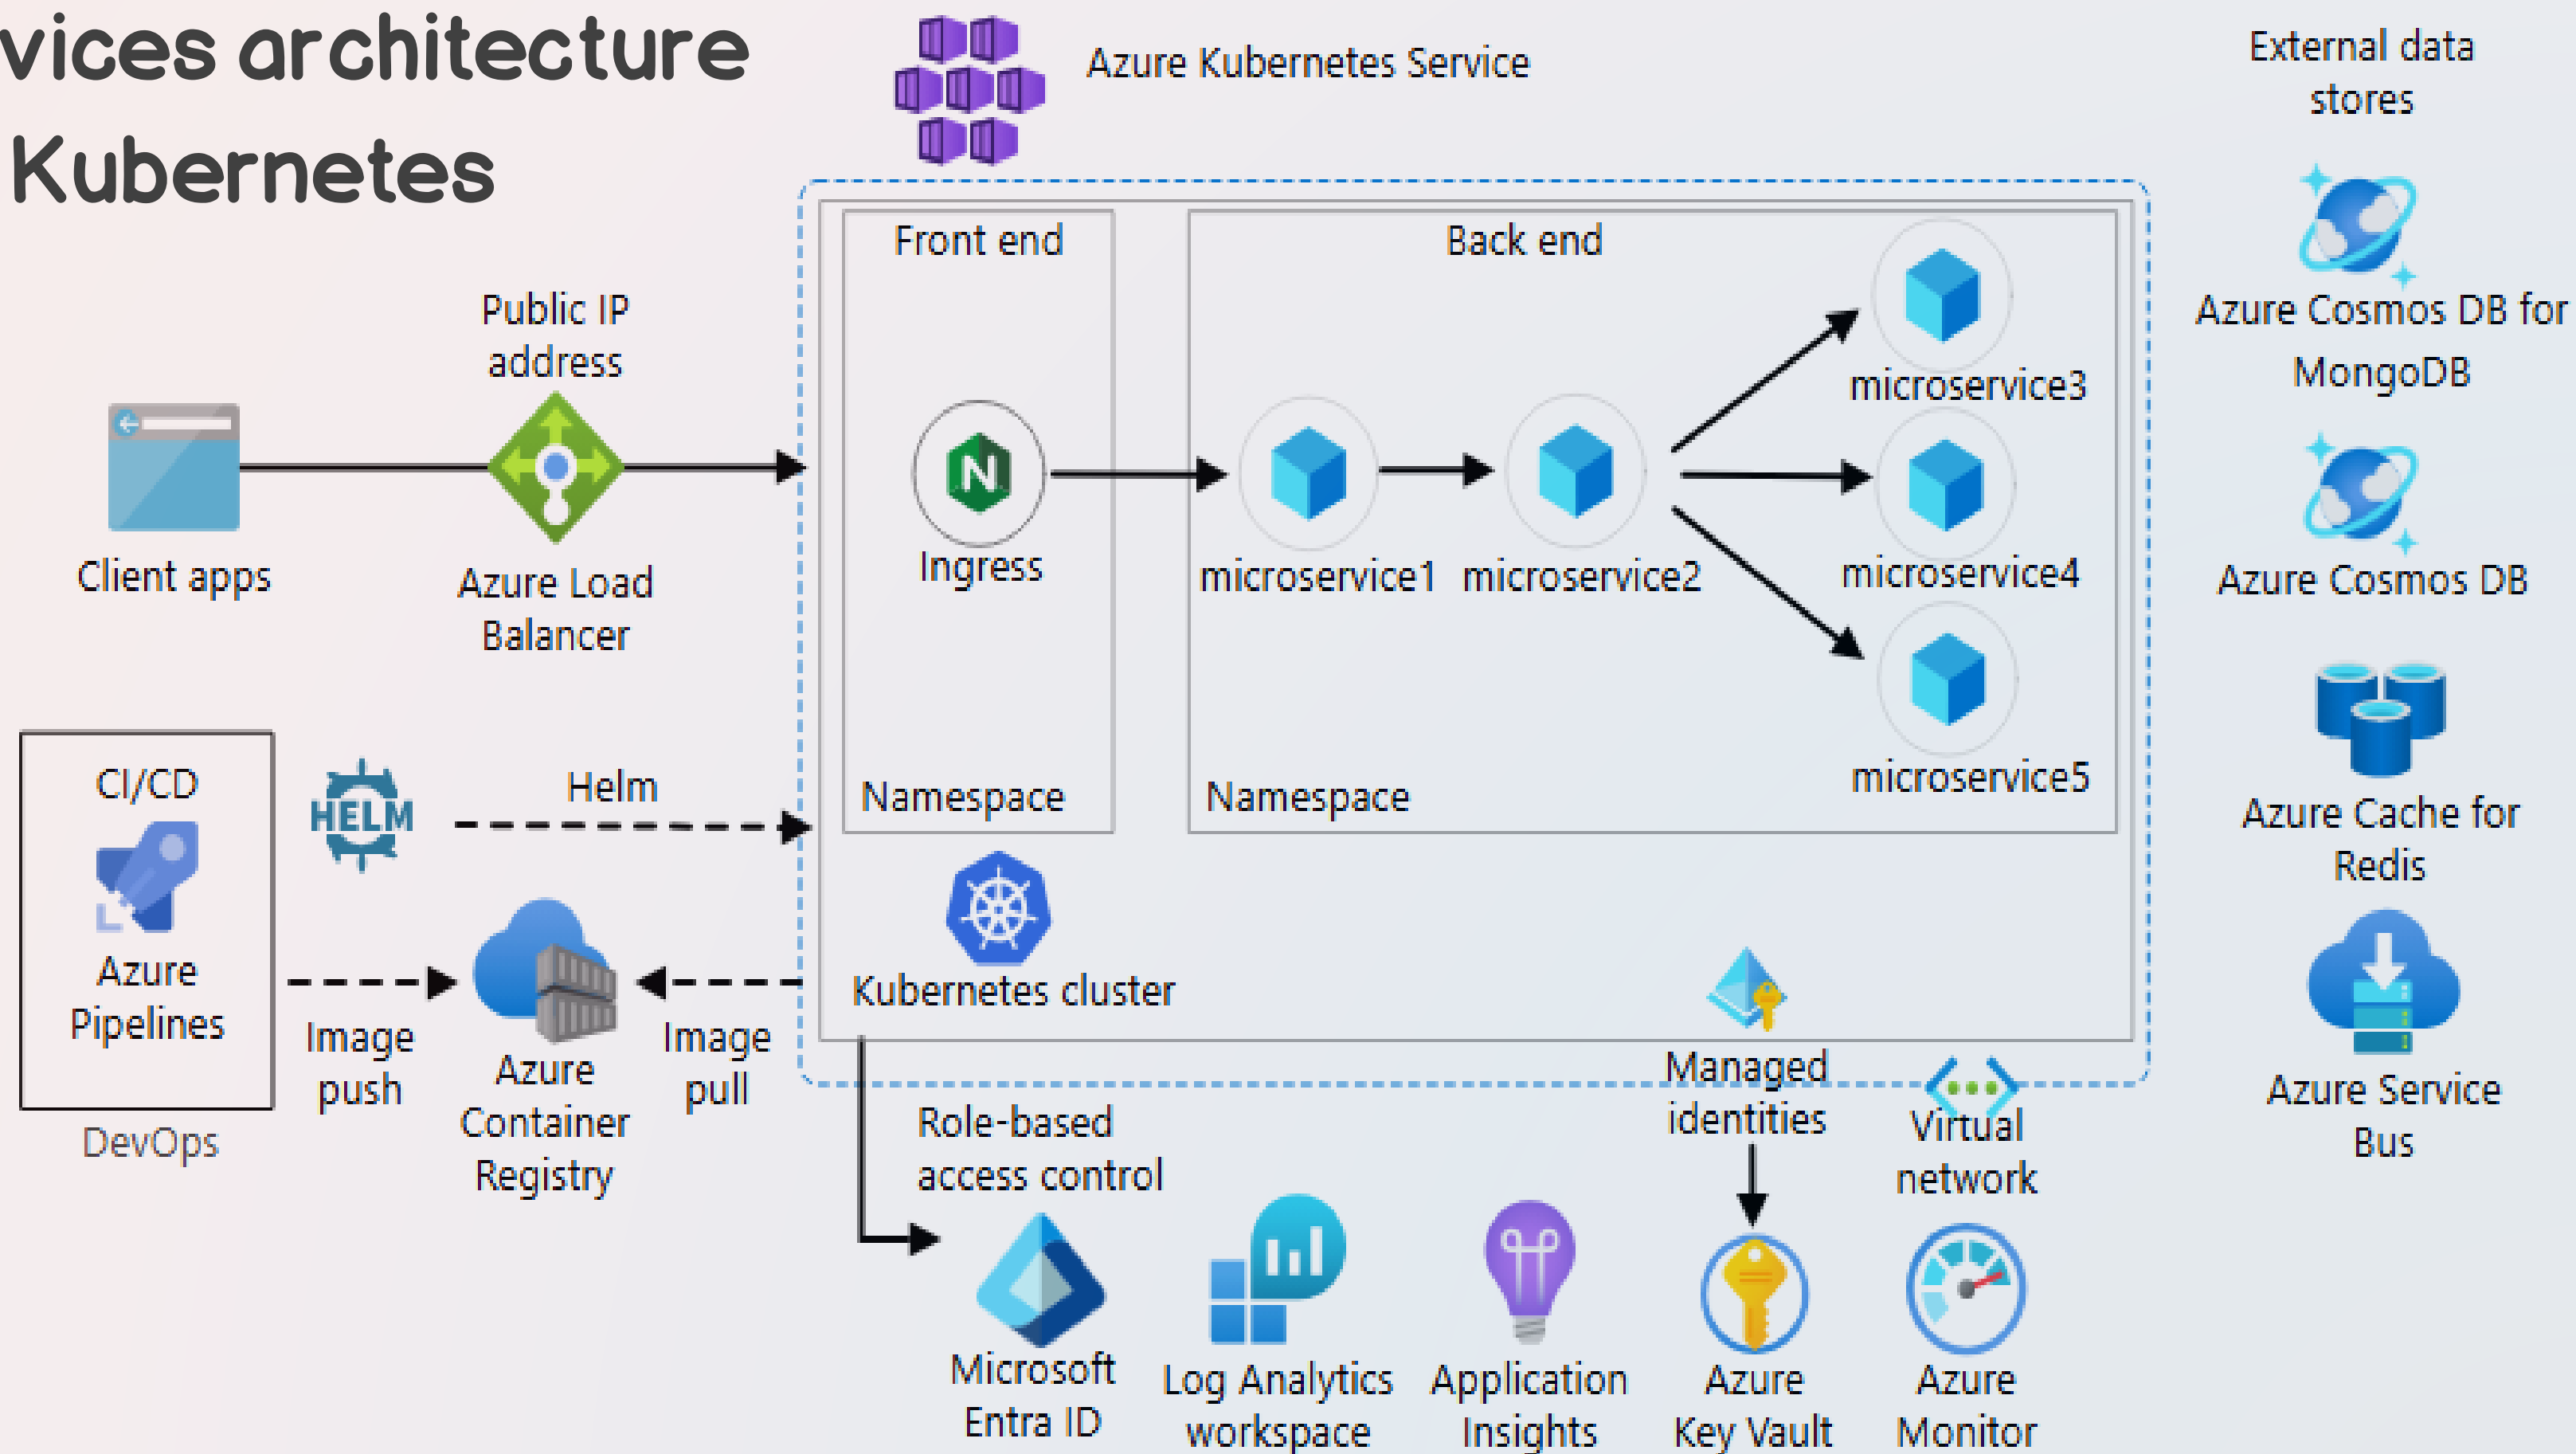 vices architecture
Kubernetes
Azure Kubernetes Service
External data
stores
Front end
Back end
Public IP
address
Azure Cosmos DB for
MongoDB
microservice3
Client apps
Azure Load
Balancer
Ingress
microservice1
microservice2
microservice4
Azure Cosmos DB
CI/CD
HELM
Helm
Namespace
Namespace
microservice5
Azure Cache for
Redis
Azure
Pipelines
Kubernetes cluster
Image
push
Azure
Container
Registry
Image
pull
DevOps
Managed
identities
Virtual
network
Azure Service
Bus
Role-based
access control
Microsoft
Entra ID
Log Analytics
workspace
Application
Insights
Azure
Key Vault
Azure
Monitor